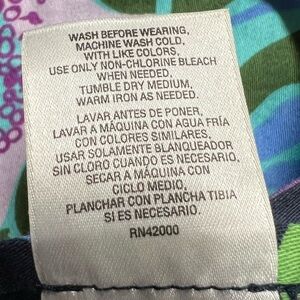 WASH BEFORE WEARING,
MACHINE WASH COLD,
WITH LIKE COLORS,
USE ONLY NON-CHLORINE BLEACH
WHEN NEEDED,
TUMBLE DRY MEDIUM,
WARM IRON AS NEEDED.
LAVAR ANTES DE PONER,
LAVAR A MÁQUINA CON AGUA FRÍA
CON COLORES SIMILARES,
USAR SOLAMENTE BLANQUEADOR
SIN CLORO CUANDO ES NECESARIO,
SECAR A MÁQUINA CON
CICLO MEDIO,
PLANCHAR CON PLANCHA TIBIA
SI ES NECESARIO.
RN42000